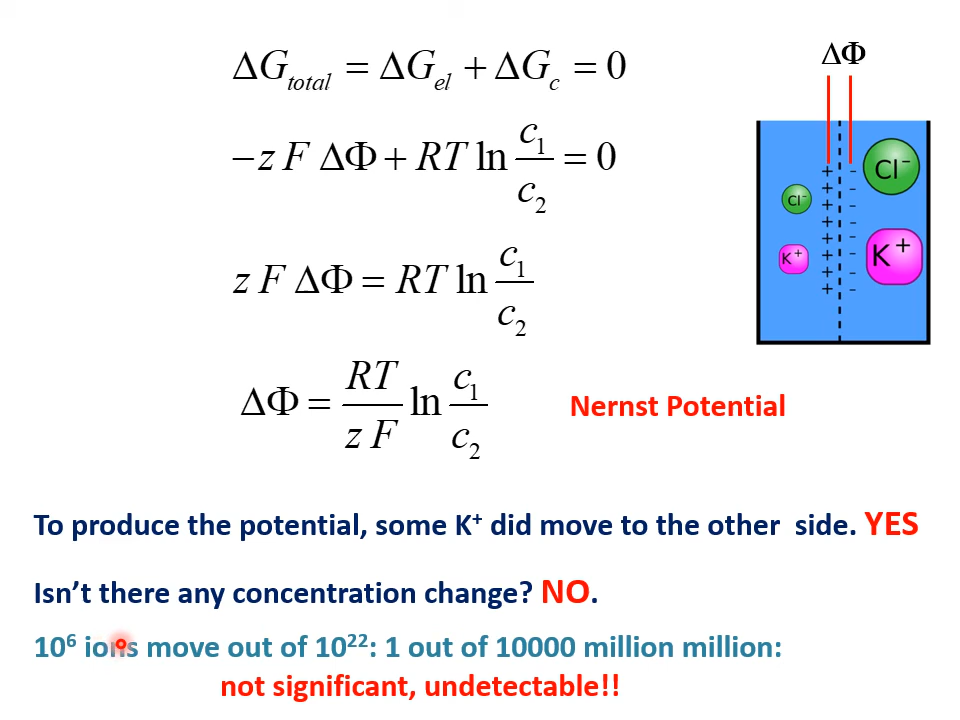 ΔG_total = ΔG_el + ΔG_c = 0
ΔΦ
−z F ΔΦ + RT ln c₁/c₂ = 0
+ + + + + + + +
- - - - - - - -
Cl⁻
Cl⁻
K⁺
K⁺
z F ΔΦ = RT ln c₁/c₂
ΔΦ = RT/z F ln c₁/c₂
Nernst Potential
To produce the potential, some K⁺ did move to the other side. YES
Isn't there any concentration change? NO.
10⁶ ions move out of 10²²: 1 out of 10000 million million:
not significant, undetectable!!